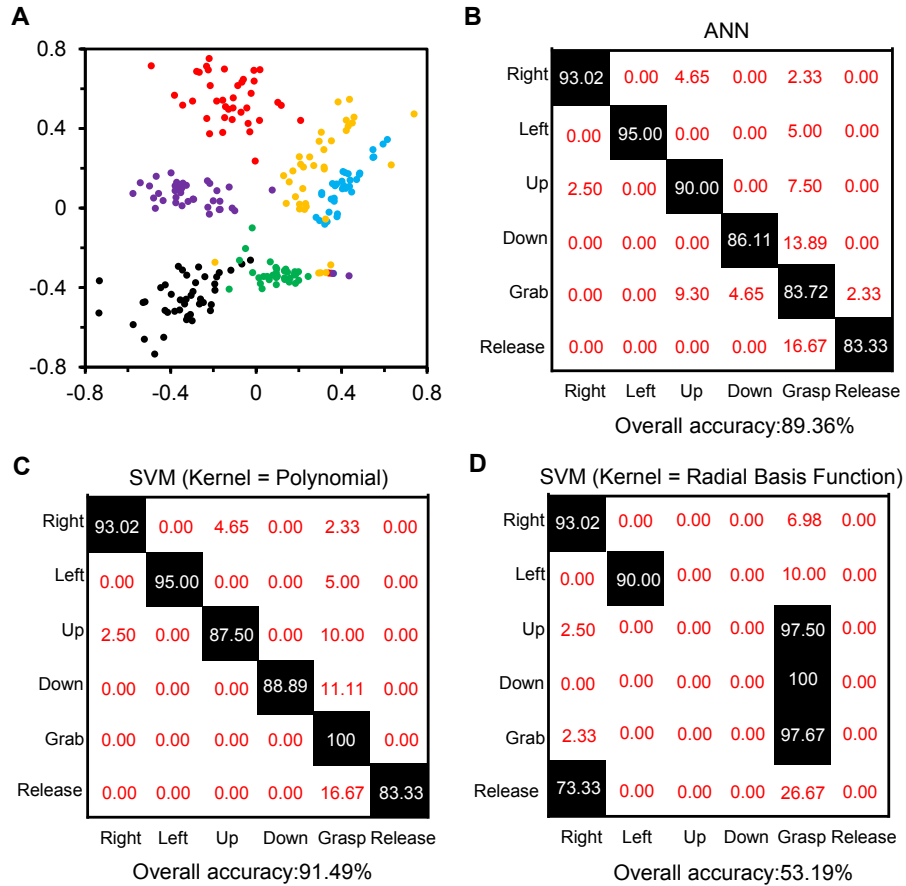 A
0.8
0.4
0
-0.4
-0.8
-0.8 -0.4 0 0.4 0.8
B
ANN
Right 93.02 0.00 4.65 0.00 2.33 0.00
Left 0.00 95.00 0.00 0.00 5.00 0.00
Up 2.50 0.00 90.00 0.00 7.50 0.00
Down 0.00 0.00 0.00 86.11 13.89 0.00
Grab 0.00 0.00 9.30 4.65 83.72 2.33
Release 0.00 0.00 0.00 0.00 16.67 83.33
Right Left Up Down Grasp Release
Overall accuracy:89.36%
C
SVM (Kernel = Polynomial)
Right 93.02 0.00 4.65 0.00 2.33 0.00
Left 0.00 95.00 0.00 0.00 5.00 0.00
Up 2.50 0.00 87.50 0.00 10.00 0.00
Down 0.00 0.00 0.00 88.89 11.11 0.00
Grab 0.00 0.00 0.00 0.00 100 0.00
Release 0.00 0.00 0.00 0.00 16.67 83.33
Right Left Up Down Grasp Release
Overall accuracy:91.49%
D
SVM (Kernel = Radial Basis Function)
Right 93.02 0.00 0.00 0.00 6.98 0.00
Left 0.00 90.00 0.00 0.00 10.00 0.00
Up 2.50 0.00 0.00 0.00 97.50 0.00
Down 0.00 0.00 0.00 0.00 100 0.00
Grab 2.33 0.00 0.00 0.00 97.67 0.00
Release 73.33 0.00 0.00 0.00 26.67 0.00
Right Left Up Down Grasp Release
Overall accuracy:53.19%